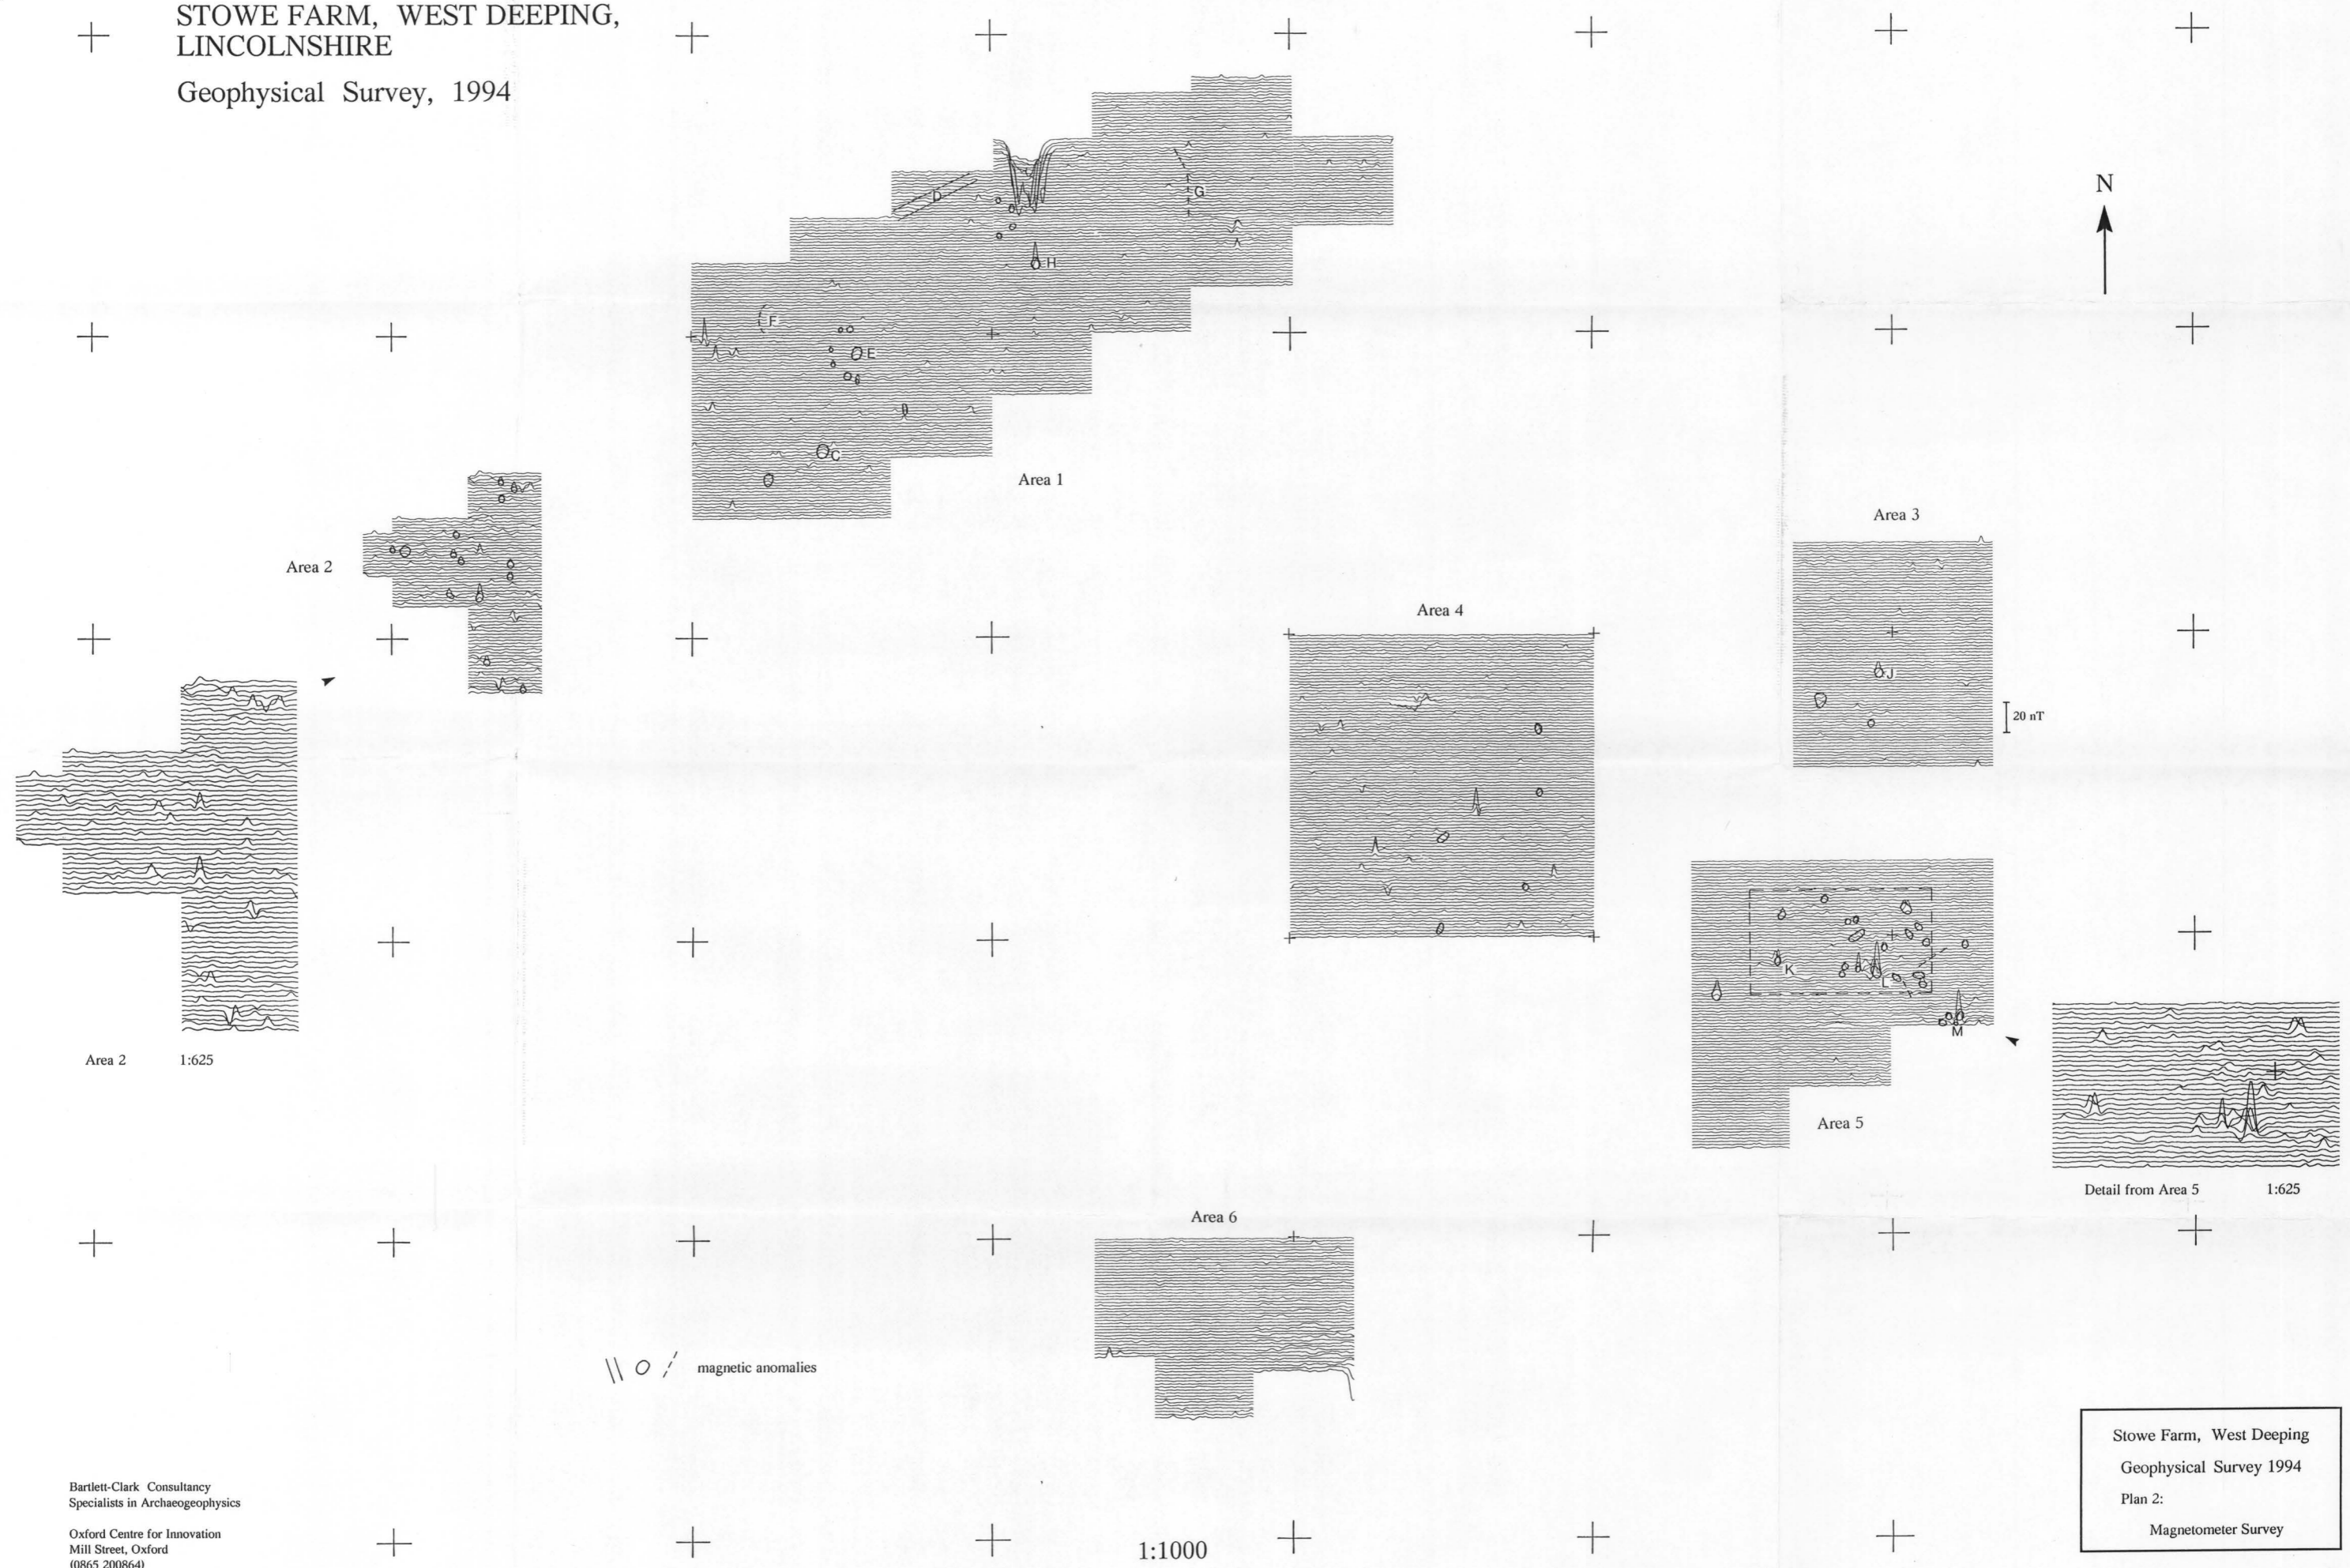 STOWE FARM, WEST DEEPING,
LINCOLNSHIRE
Geophysical Survey, 1994
N
D
G
H
F
E
C
Area 1
Area 2
Area 3
J
20 nT
Area 4
K
L
M
Area 5
Area 2 1:625
Detail from Area 5 1:625
Area 6
magnetic anomalies
Bartlett-Clark Consultancy
Specialists in Archaeogeophysics
Oxford Centre for Innovation
Mill Street, Oxford
(0865 200864)
1:1000
Stowe Farm, West Deeping
Geophysical Survey 1994
Plan 2:
Magnetometer Survey